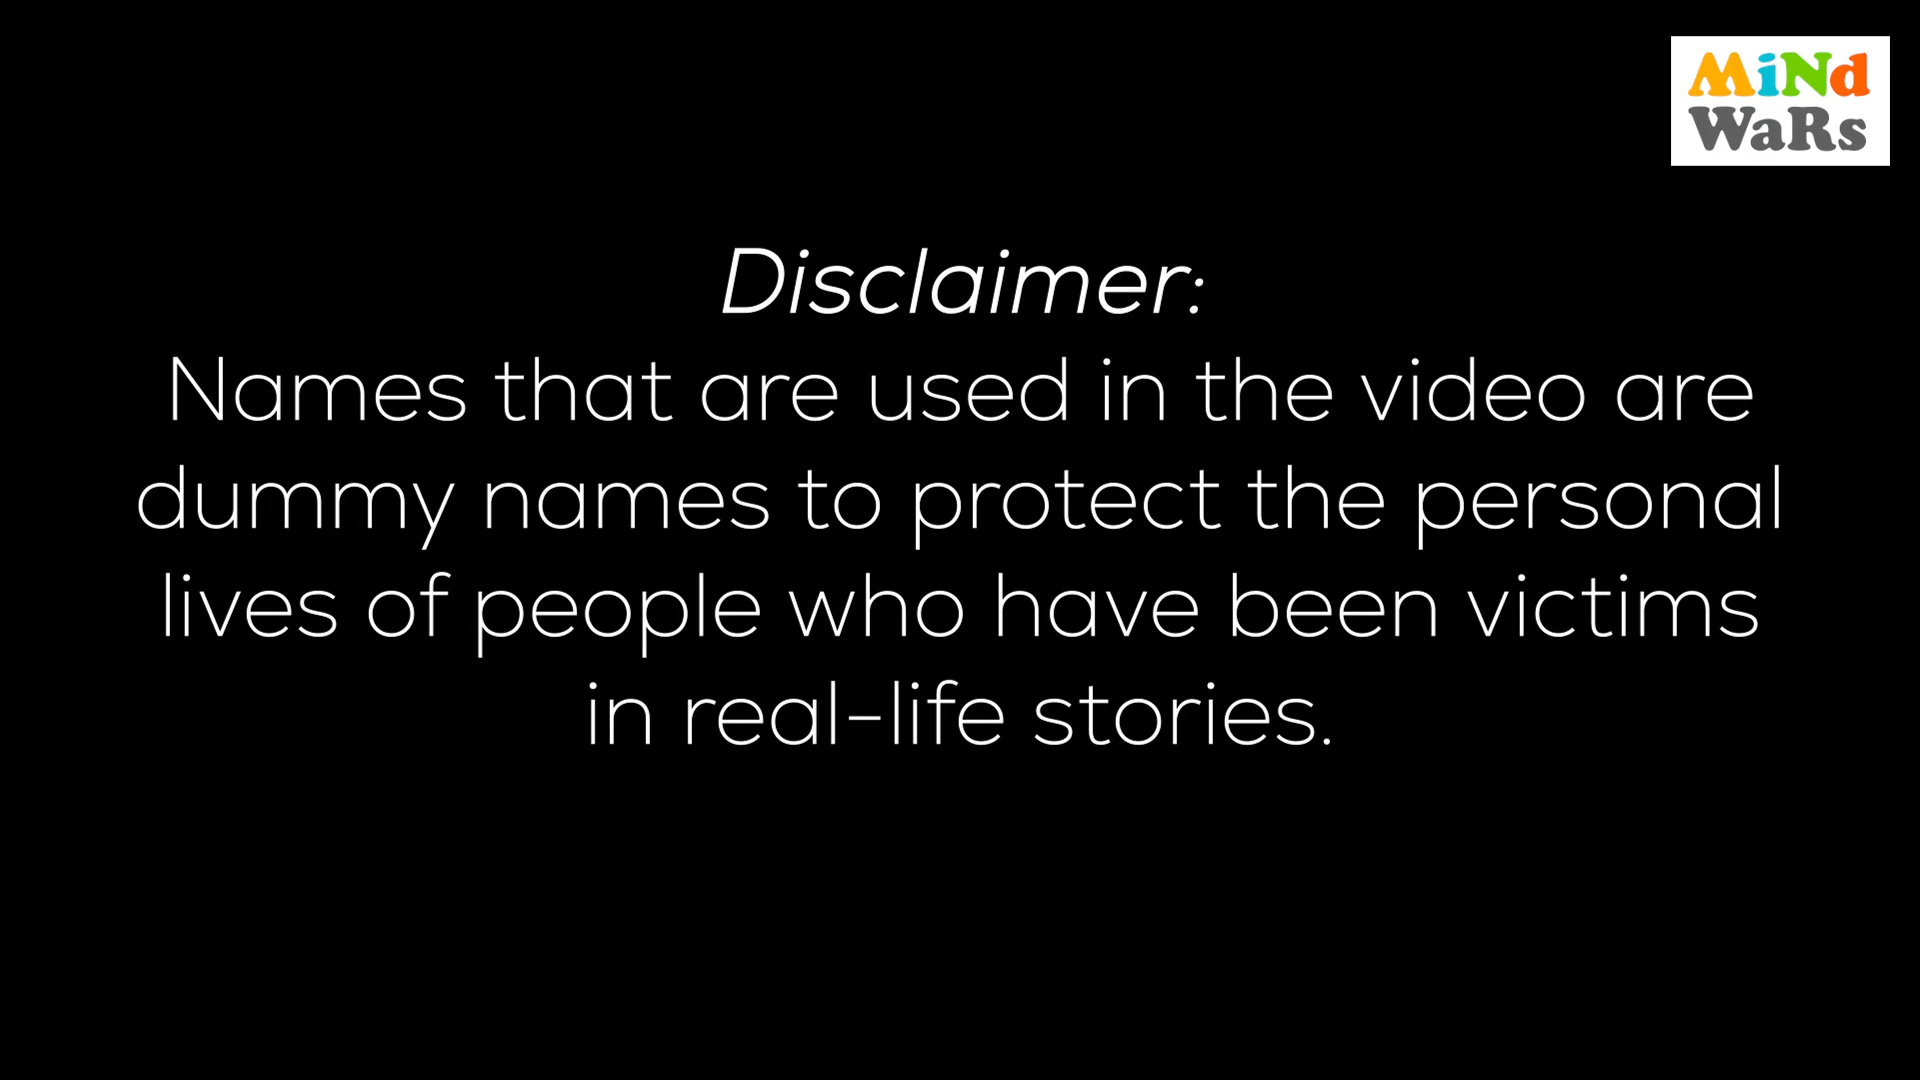 MiNd
WaRs
Disclaimer:
Names that are used in the video are
dummy names to protect the personal
lives of people who have been victims
in real-life stories.